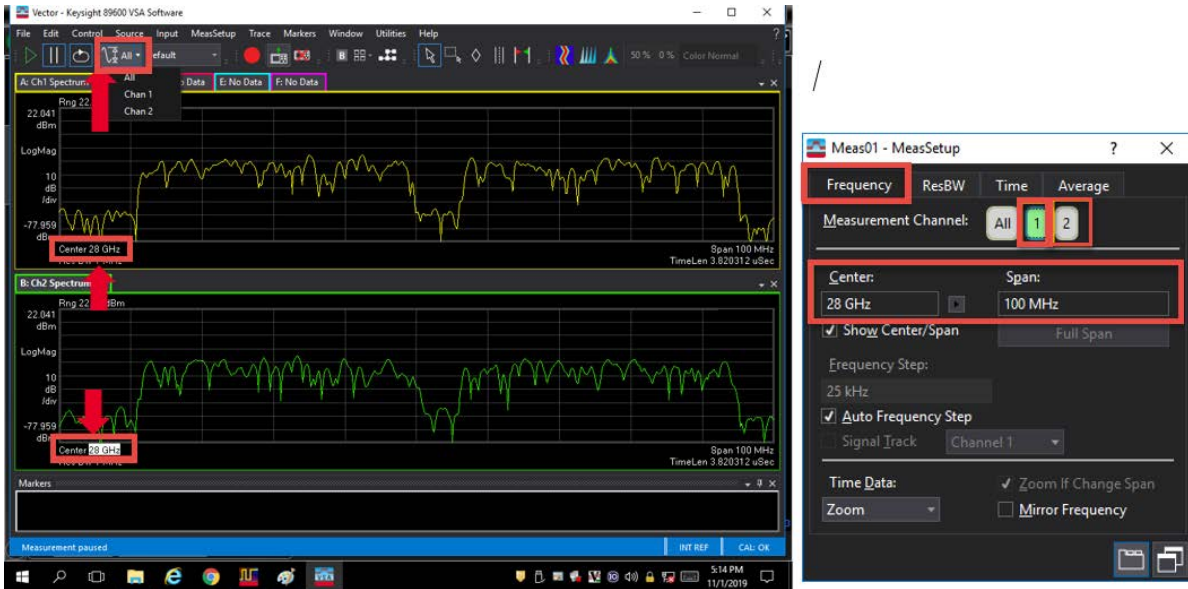 Vector - Keysight 89600 VSA Software
File Edit Control Source Input MeasSetup Trace Markers Window Utilities Help ?
All efault 50 % 0 % Color Normal
All
Chan 1
Chan 2
A: Ch1 Spectru No Data E: No Data F: No Data
Rng 22
22.041
dBm
LogMag
10
dB
/div
-77.959
dB
Center 28 GHz Span 100 MHz
TimeLen 3.820312 uSec
B: Ch2 Spectrum
Rng 22 dBm
22.041
dBm
LogMag
10
dB
/div
-77.959
dB
Center 28 GHz Span 100 MHz
TimeLen 3.820312 uSec
Markers
Measurement paused INT REF CAL: OK
5:14 PM
11/1/2019
/
Meas01 - MeasSetup ? X
Frequency ResBW Time Average
Measurement Channel: All 1 2
Center: Span:
28 GHz 100 MHz
Show Center/Span Full Span
Frequency Step:
25 kHz
Auto Frequency Step
Signal Track Channel 1
Time Data: Zoom If Change Span
Zoom Mirror Frequency